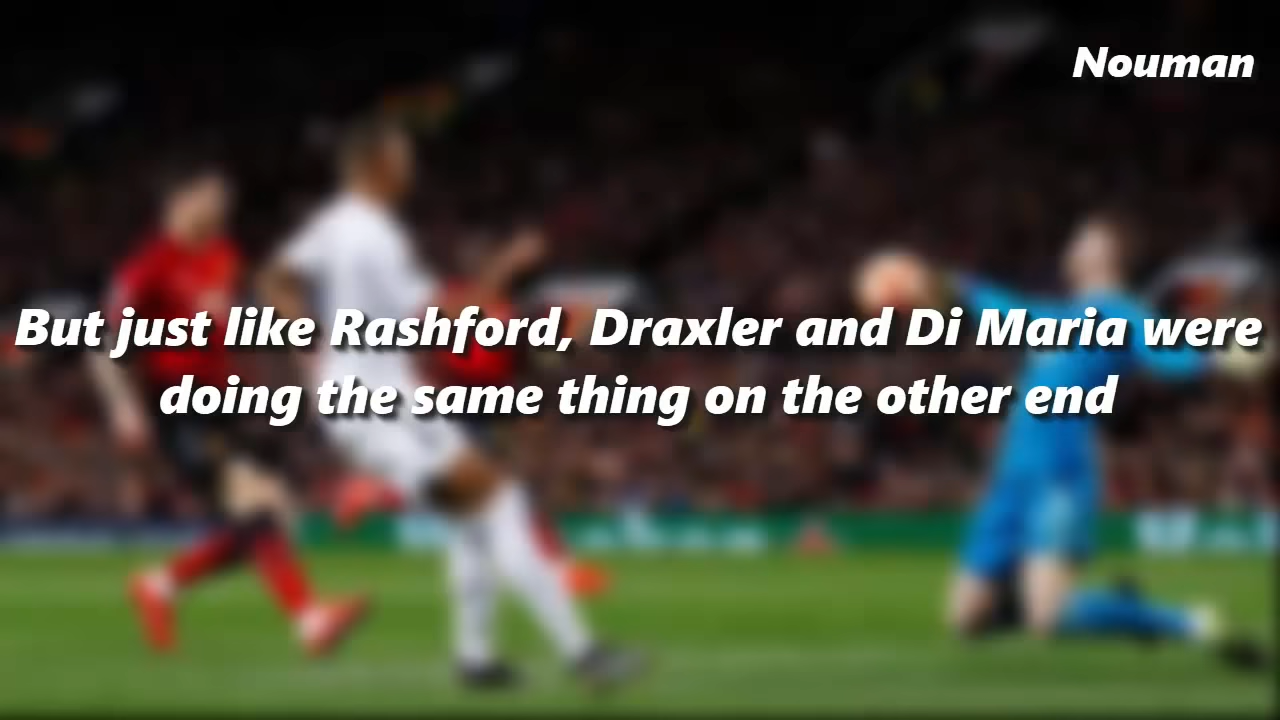 Nouman
But just like Rashford, Draxler and Di Maria were
doing the same thing on the other end